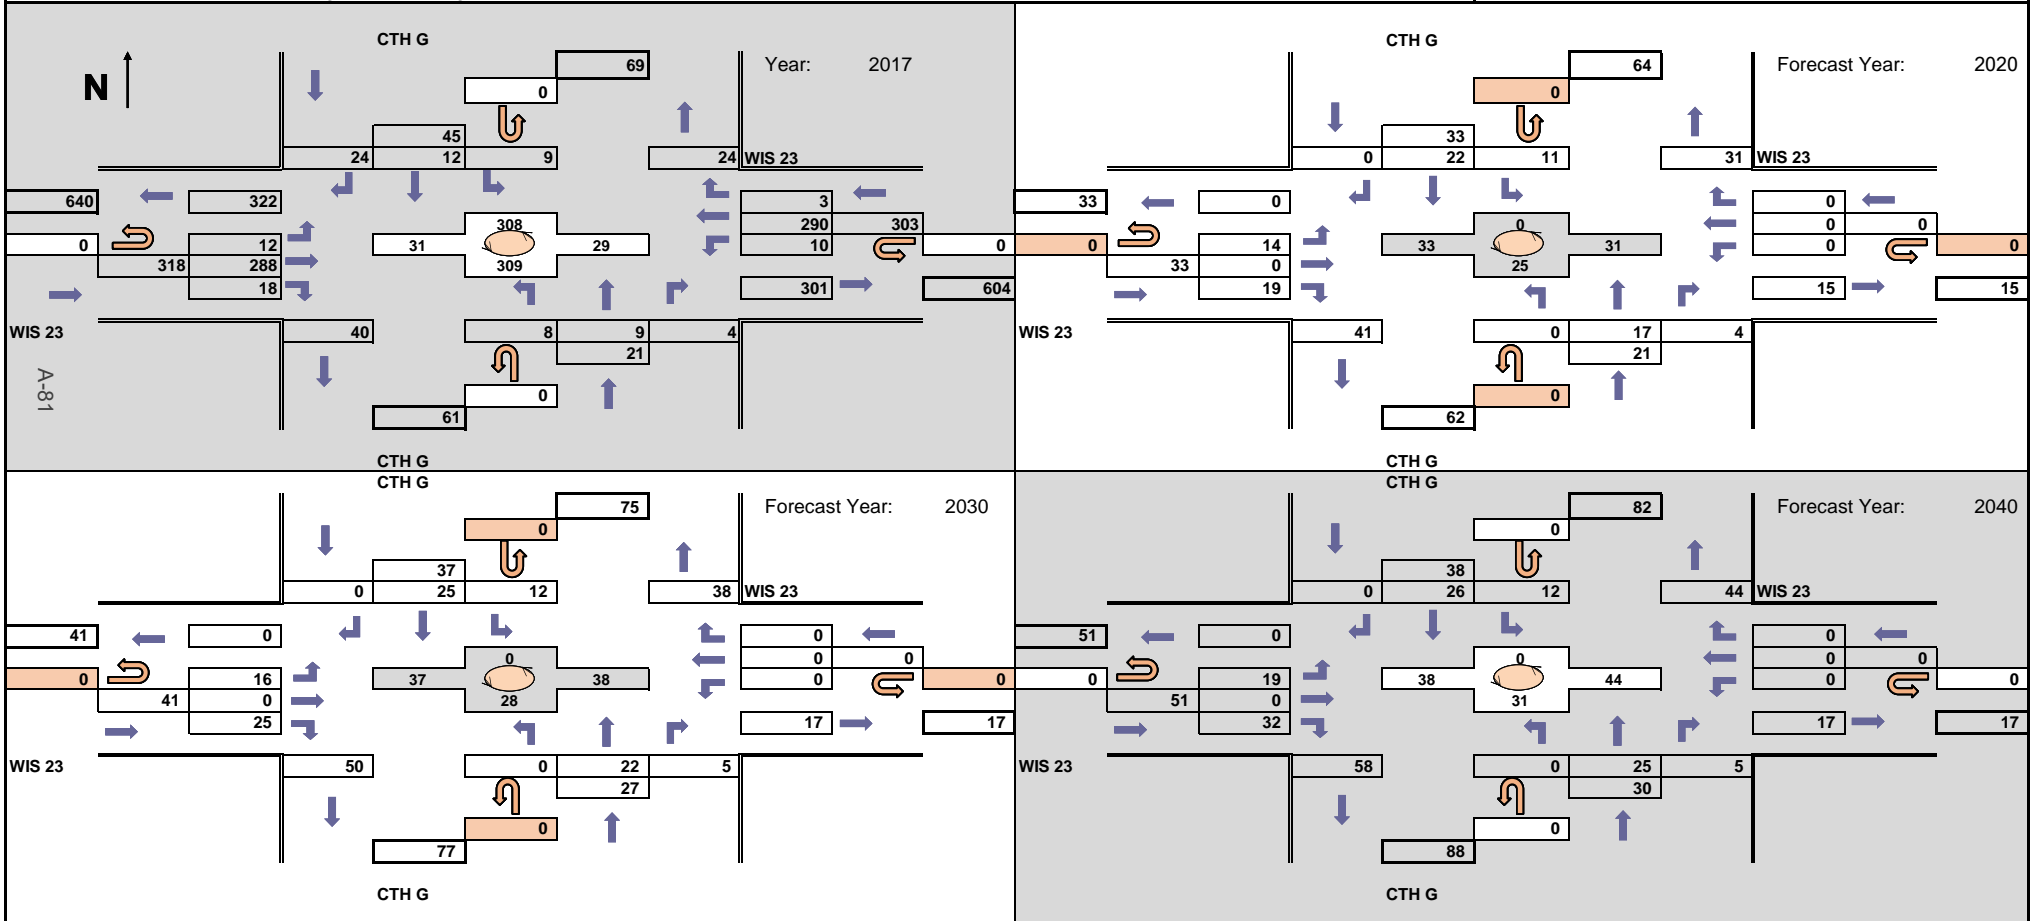 CTH G
N
Year: 2017
69
0
45
24 12 9 24 WIS 23
640 322 3
290 303
308
0 12 31 29 10 0
318 288 309
18 301 604
WIS 23 40 8 9 4
21
A-81
0
61
CTH G
CTH G
Forecast Year: 2020
64
0
33
0 22 11 31 WIS 23
33 0 0
0 0
0
0 14 33 31 0 0
33 0 25
19 15 15
WIS 23 41 0 17 4
21
0
62
CTH G
CTH G
Forecast Year: 2030
75
0
37
0 25 12 38 WIS 23
41 0 0
0 0 0
0 16 37 38 0 0
41 0 28
25 17 17
WIS 23 50 0 22 5
27
0
77
CTH G
CTH G
Forecast Year: 2040
82
0
38
0 26 12 44 WIS 23
51 0 0
0 0 0
0 19 38 44 0 0
51 0 31
32 17 17
WIS 23 58 0 25 5
30
0
88
CTH G